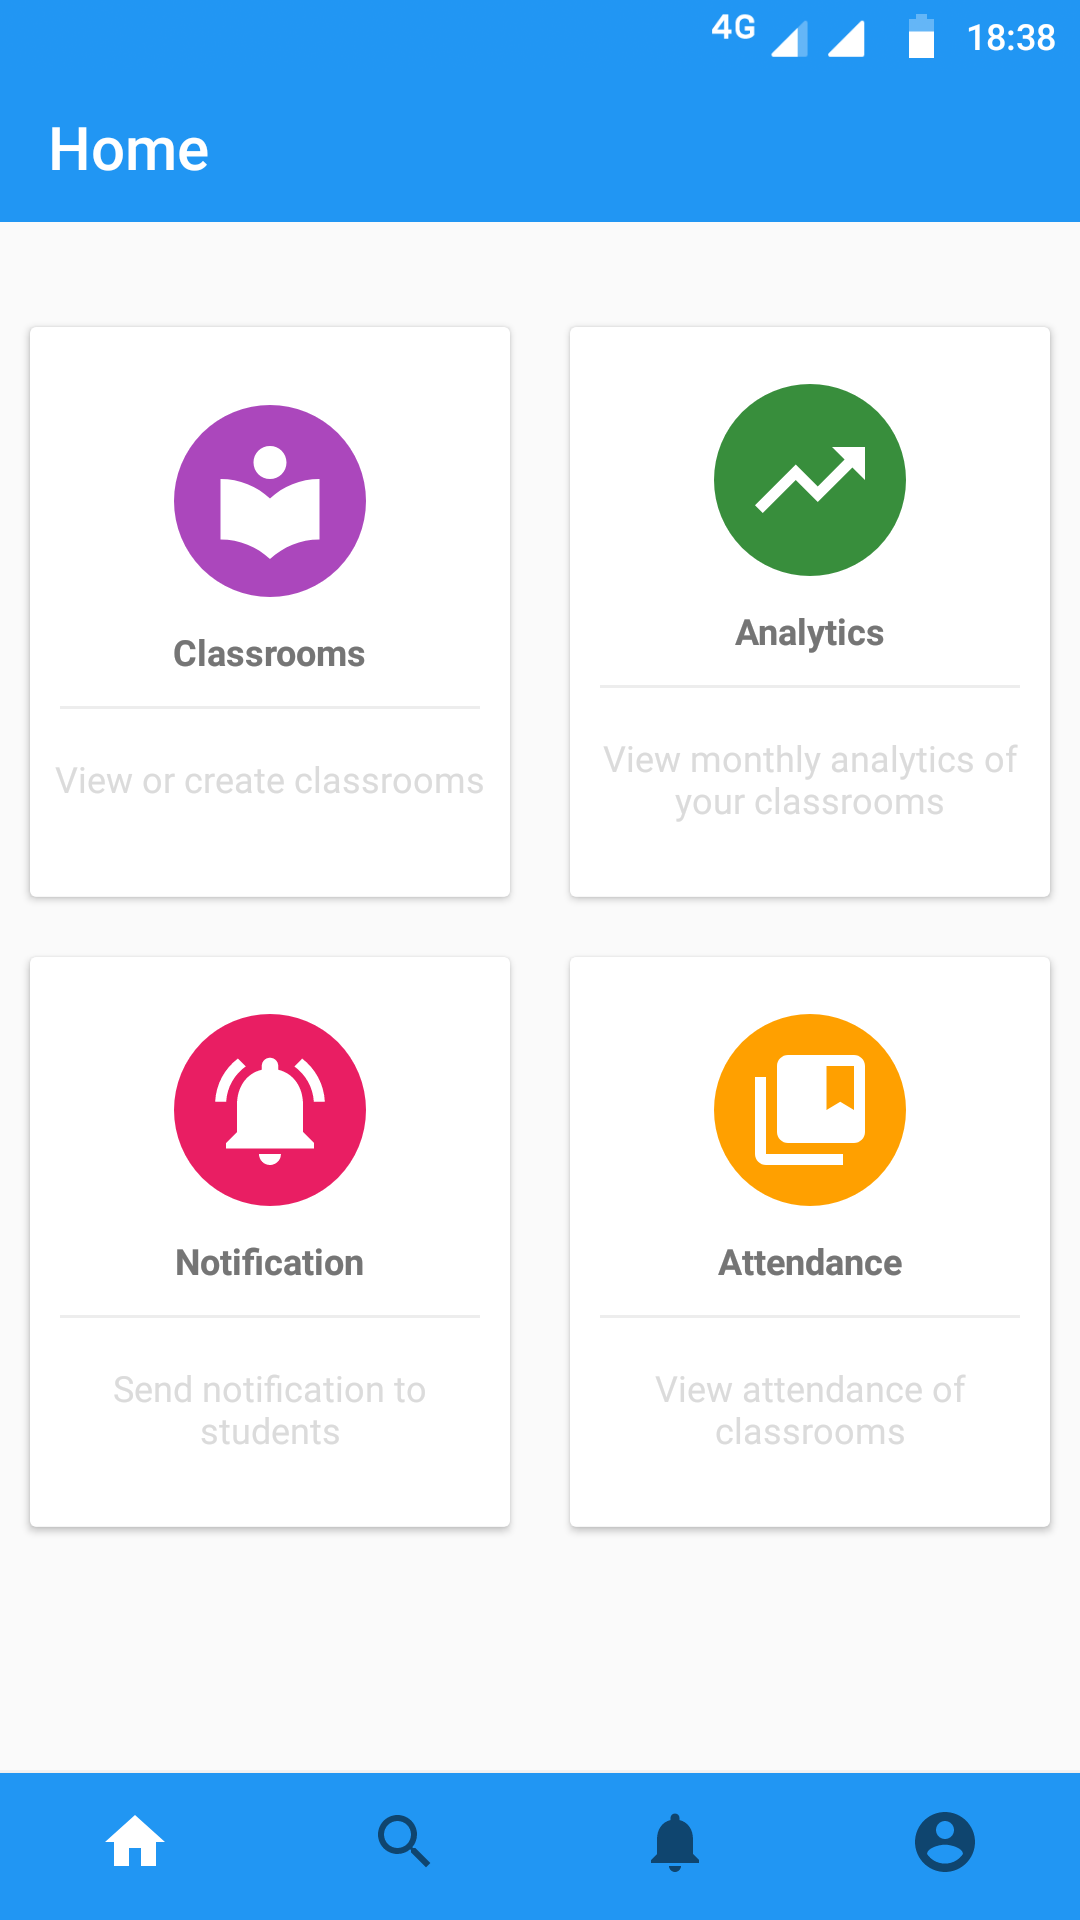 4G 18:38
Home
Classrooms
View or create classrooms
Analytics
View monthly analytics of
your classrooms
Notification
Send notification to
students
Attendance
View attendance of
classrooms